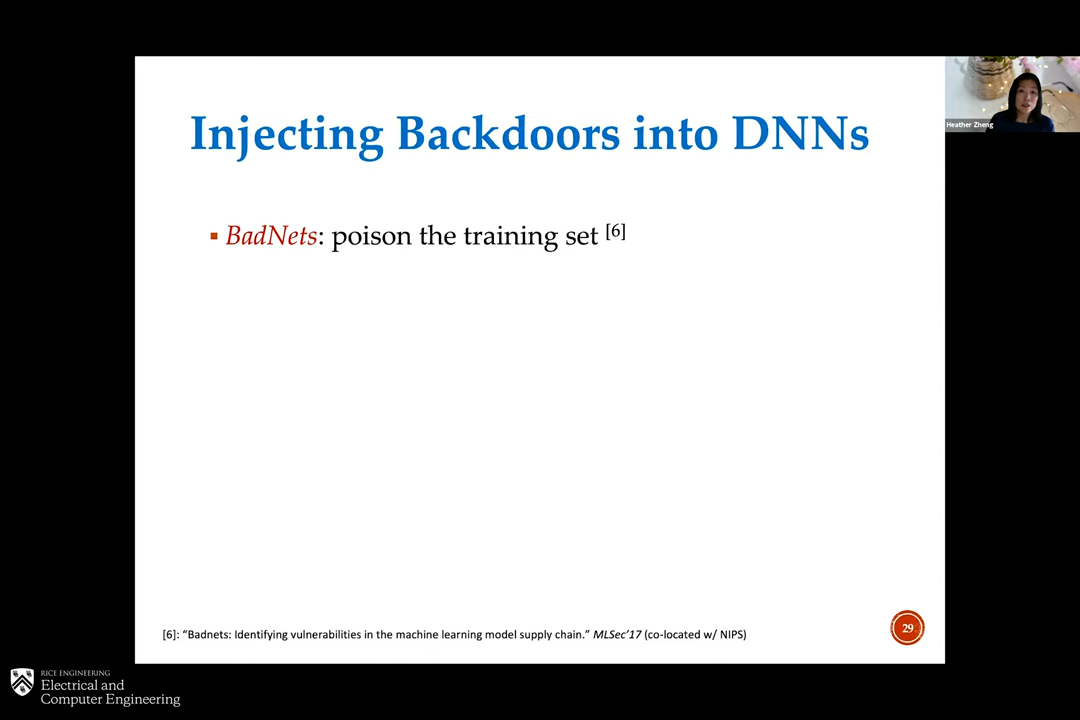 Injecting Backdoors into DNNs
Heather Zheng
▪ BadNets: poison the training set [6]
[6]: “Badnets: Identifying vulnerabilities in the machine learning model supply chain.” MLSec’17 (co-located w/ NIPS)
29
RICE ENGINEERING
Electrical and
Computer Engineering